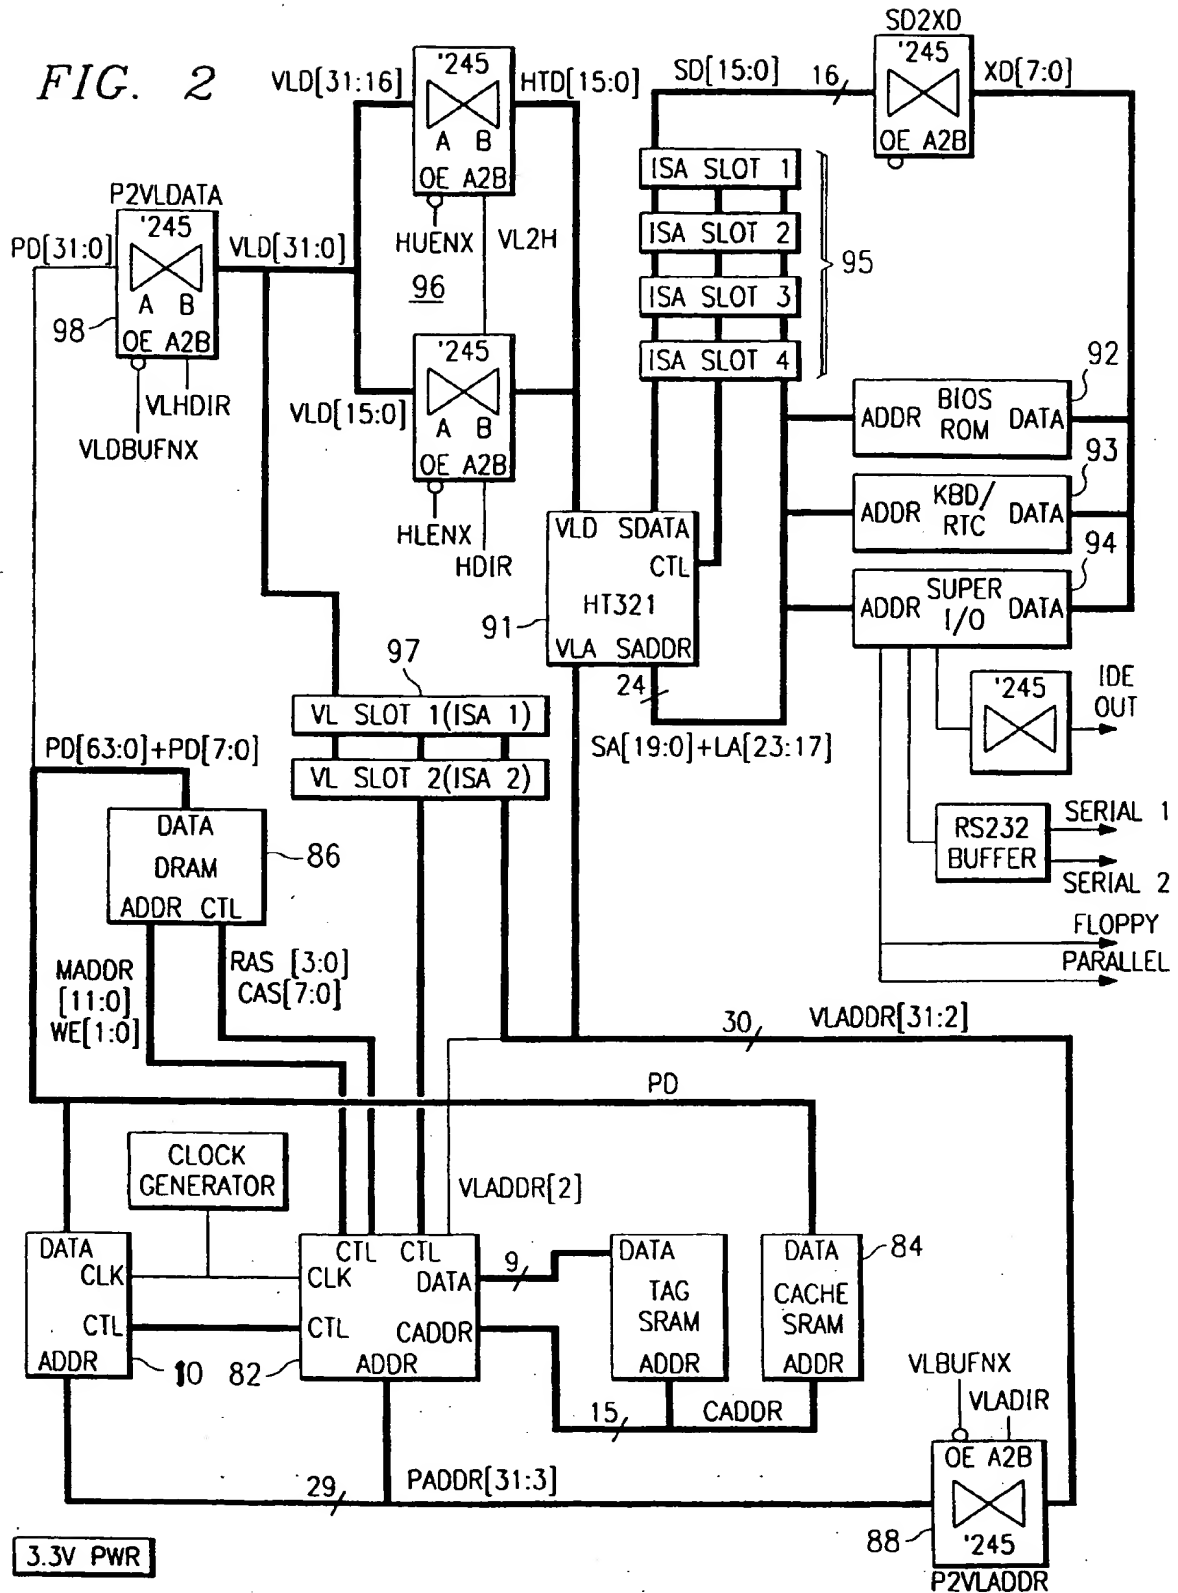 FIG. 2
SD2XD
'245
OE A2B
SD[15:0]
16
XD[7:0]
VLD[31:16]
'245
A B
OE A2B
HTD[15:0]
HUENX
VL2H
96
ISA SLOT 1
ISA SLOT 2
ISA SLOT 3
ISA SLOT 4
95
P2VLDATA
'245
A B
OE A2B
PD[31:0]
VLD[31:0]
98
VLHDIR
VLDBUFNX
VLD[15:0]
'245
A B
OE A2B
HLENX
HDIR
92
ADDR BIOS ROM DATA
93
ADDR KBD/ RTC DATA
94
ADDR SUPER I/O DATA
VLD SDATA
CTL
HT321
91
VLA SADDR
24
SA[19:0]+LA[23:17]
97
VL SLOT 1(ISA 1)
VL SLOT 2(ISA 2)
'245
IDE
OUT
RS232
BUFFER
SERIAL 1
SERIAL 2
FLOPPY
PARALLEL
PD[63:0]+PD[7:0]
DATA
DRAM
ADDR CTL
86
MADDR
[11:0]
WE[1:0]
RAS [3:0]
CAS[7:0]
30
VLADDR[31:2]
PD
CLOCK
GENERATOR
VLADDR[2]
DATA
CLK
CTL
ADDR
10
CTL CTL
CLK
DATA
CTL
CADDR
ADDR
82
9
DATA
TAG
SRAM
ADDR
DATA
CACHE
SRAM
ADDR
84
15
CADDR
29
PADDR[31:3]
VLBUFNX
VLADIR
OE A2B
'245
88
P2VLADDR
3.3V PWR